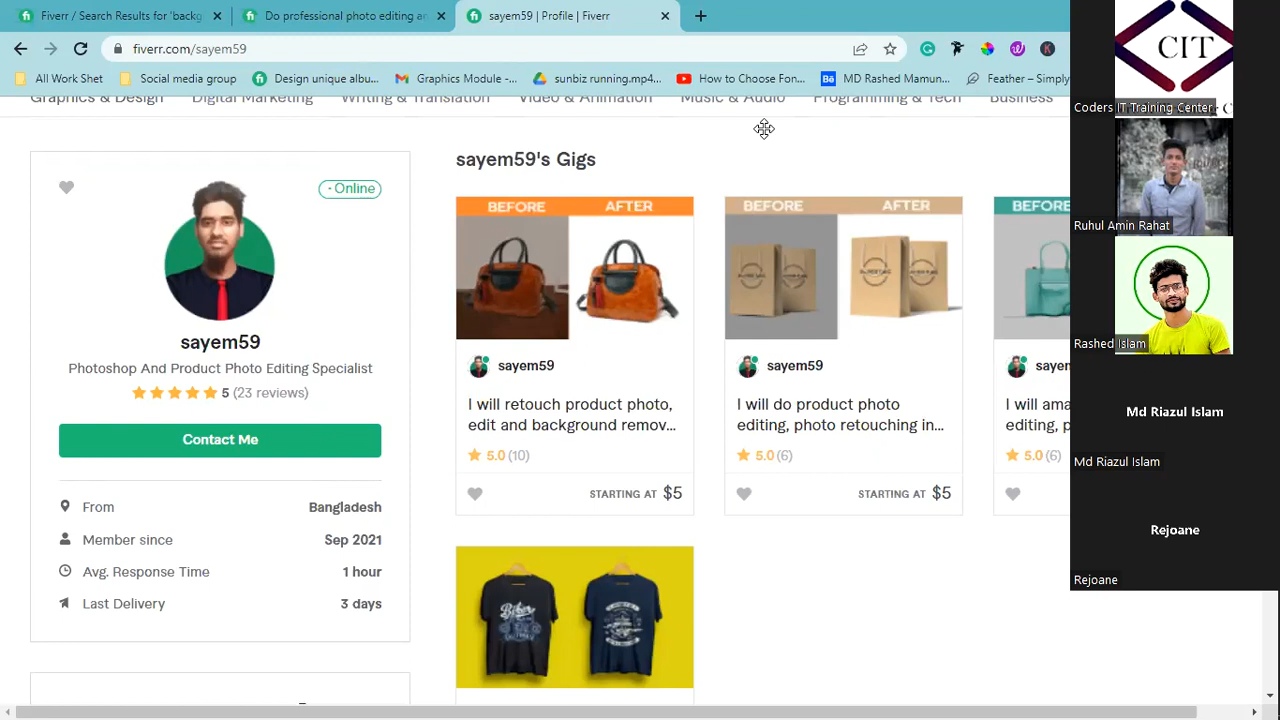 Fiverr / Search Results for 'backg
Do professional photo editing ar
sayem59 | Profile | Fiverr
fiverr.com/sayem59
All Work Shet
Social media group
Design unique albu...
Graphics Module -...
sunbiz running.mp4...
How to Choose Fon...
MD Rashed Mamun...
Feather – Simply
Graphics & Design
Digital Marketing
Writing & Translation
Video & Animation
Music & Audio
Programming & Tech
Business
Online
sayem59
Photoshop And Product Photo Editing Specialist
5 (23 reviews)
Contact Me
From Bangladesh
Member since Sep 2021
Avg. Response Time 1 hour
Last Delivery 3 days
sayem59's Gigs
BEFORE AFTER
sayem59
I will retouch product photo,
edit and background remov...
5.0 (10)
STARTING AT $5
BEFORE AFTER
sayem59
I will do product photo
editing, photo retouching in...
5.0 (6)
STARTING AT $5
BEFORE
sayem
I will ama
editing, p
5.0 (6)
CIT
Coders IT Training Center
Ruhul Amin Rahat
Rashed Islam
Md Riazul Islam
Md Riazul Islam
Rejoane
Rejoane